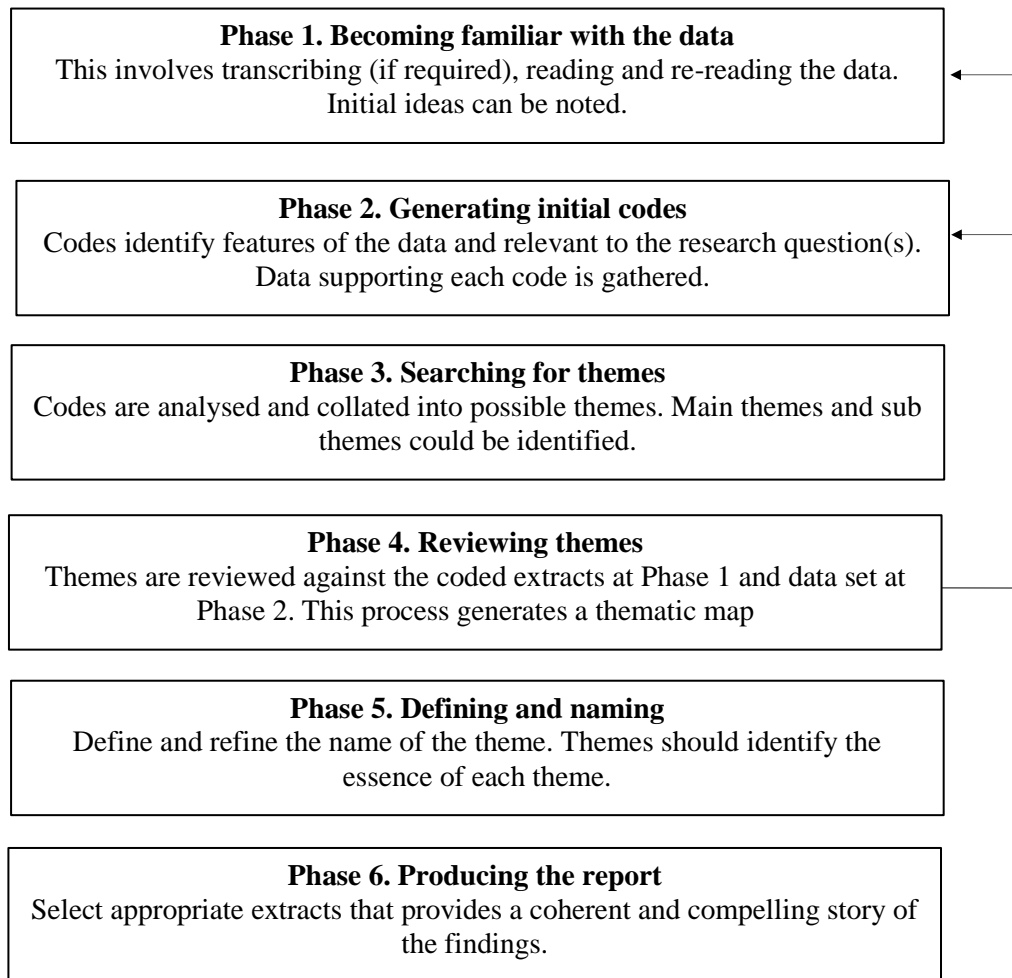 Phase 1. Becoming familiar with the data
This involves transcribing (if required), reading and re-reading the data.
Initial ideas can be noted.
Phase 2. Generating initial codes
Codes identify features of the data and relevant to the research question(s).
Data supporting each code is gathered.
Phase 3. Searching for themes
Codes are analysed and collated into possible themes. Main themes and sub
themes could be identified.
Phase 4. Reviewing themes
Themes are reviewed against the coded extracts at Phase 1 and data set at
Phase 2. This process generates a thematic map
Phase 5. Defining and naming
Define and refine the name of the theme. Themes should identify the
essence of each theme.
Phase 6. Producing the report
Select appropriate extracts that provides a coherent and compelling story of
the findings.